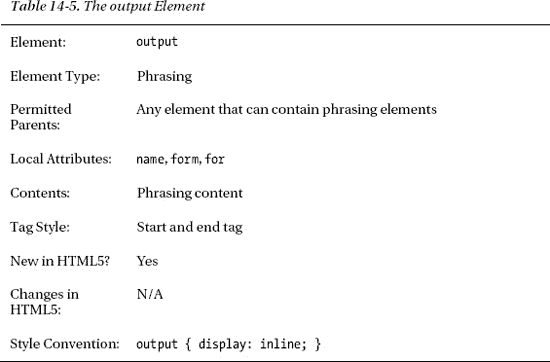 Table 14-5. The output Element
Element: output
Element Type: Phrasing
Permitted Any element that can contain phrasing elements
Parents:
Local Attributes: name, form, for
Contents: Phrasing content
Tag Style: Start and end tag
New in HTML5? Yes
Changes in N/A
HTML5:
Style Convention: output { display: inline; }